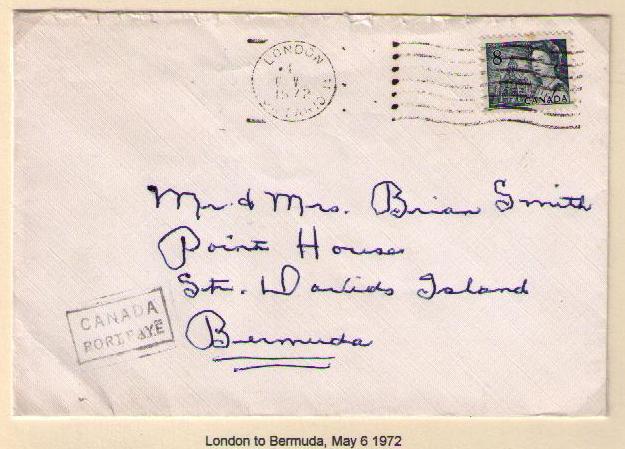 LONDON
1972
ONTARIO
8
CANADA
Mr & Mrs. Brian Smith
Point House
St. Davids Island
Bermuda
CANADA
PORT PAYÉ
London to Bermuda, May 6 1972